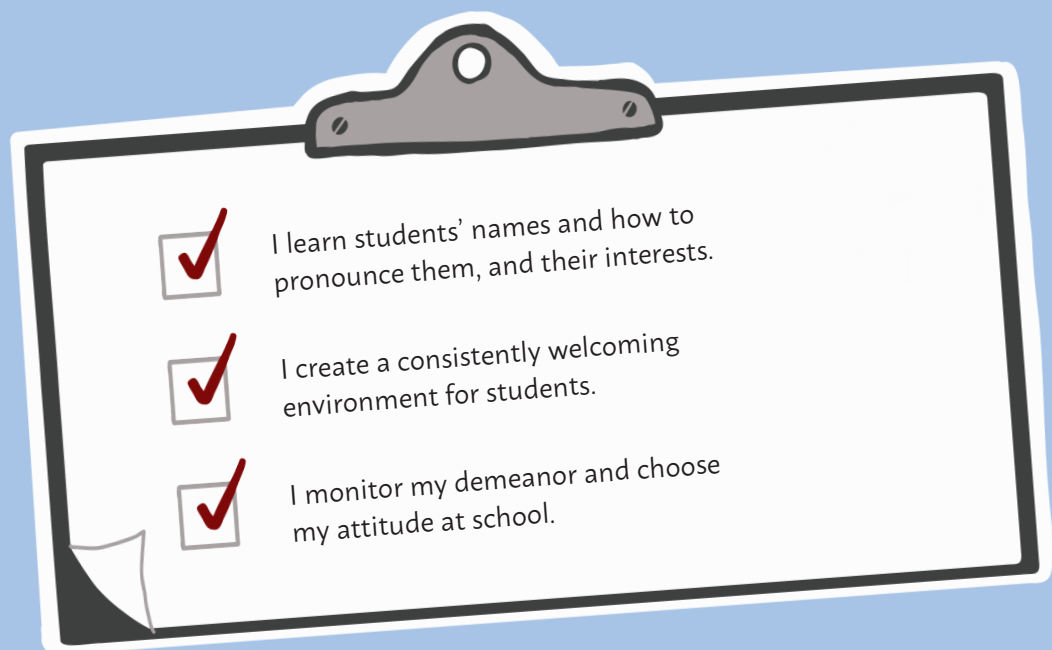 I learn students’ names and how to
pronounce them, and their interests.
I create a consistently welcoming
environment for students.
I monitor my demeanor and choose
my attitude at school.